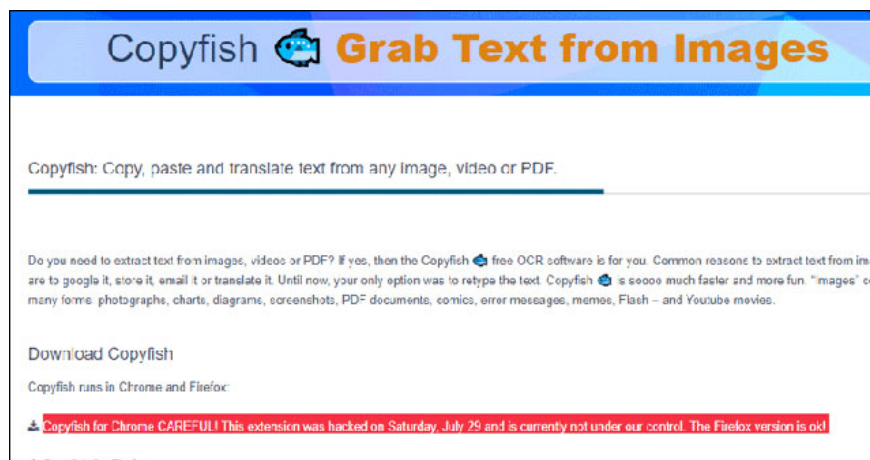 Copyfish Grab Text from Images
Copyfish: Copy, paste and translate text from any image, video or PDF.
Do you need to extract text from images, videos or PDF? If yes, then the Copyfish free OCR software is for you. Common reasons to extract text from im
are to google it, store it, email it or translate it. Until now, your only option was to retype the text. Copyfish is soooo much faster and more fun. "Images" c
many forms: photographs, charts, diagrams, screenshots, PDF documents, comics, error messages, memes, Flash – and Youtube movies.
Download Copyfish
Copyfish runs in Chrome and Firefox:
Copyfish for Chrome CAREFUL! This extension was hacked on Saturday, July 29 and is currently not under our control. The Firefox version is ok!